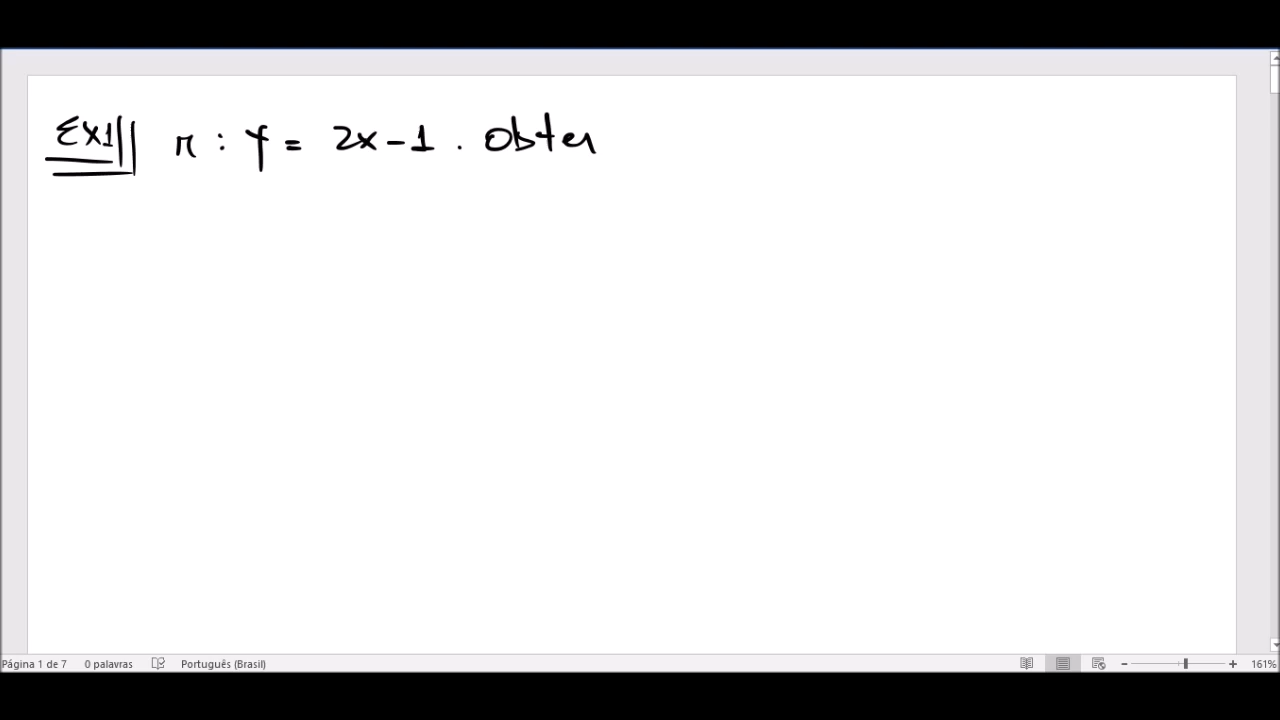 Ex1|| r : y = 2x - 1 . Obter
Página 1 de 7 0 palavras Português (Brasil) 161%